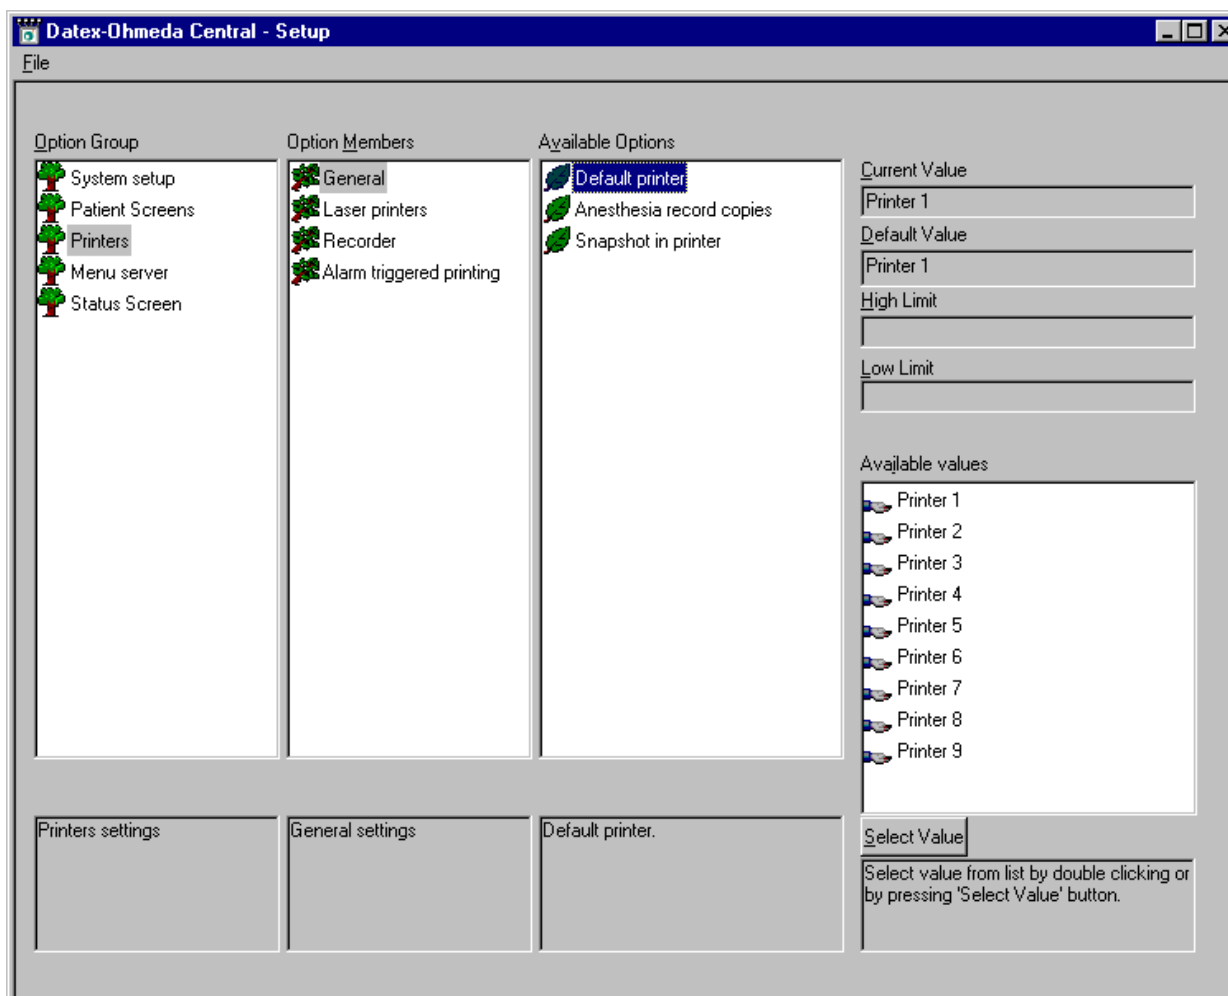 Datex-Ohmeda Central - Setup
File
Option Group
System setup
Patient Screens
Printers
Menu server
Status Screen
Option Members
General
Laser printers
Recorder
Alarm triggered printing
Available Options
Default printer
Anesthesia record copies
Snapshot in printer
Current Value
Printer 1
Default Value
Printer 1
High Limit
Low Limit
Available values
Printer 1
Printer 2
Printer 3
Printer 4
Printer 5
Printer 6
Printer 7
Printer 8
Printer 9
Printers settings
General settings
Default printer.
Select Value
Select value from list by double clicking or
by pressing 'Select Value' button.